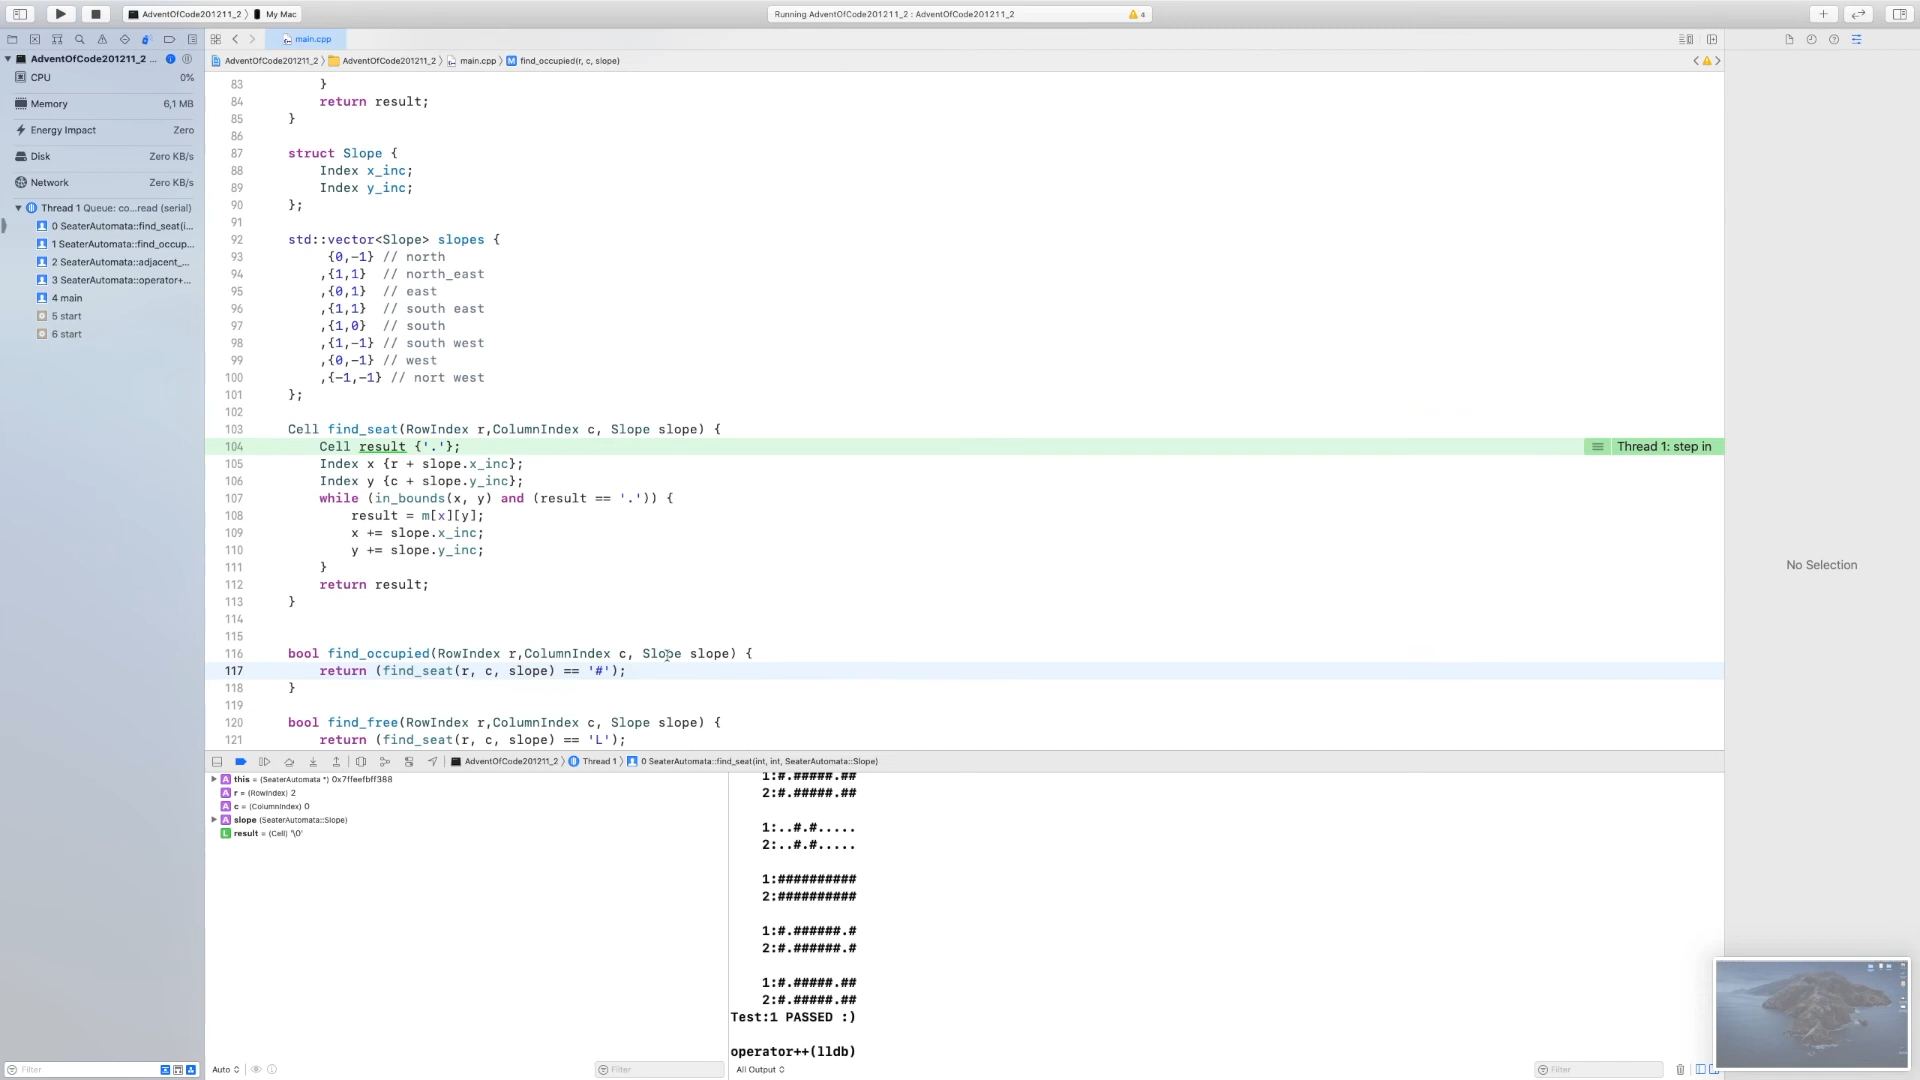 AdventOfCode201211_2 〉 My Mac
Running AdventOfCode201211_2 : AdventOfCode201211_2
4
main.cpp
AdventOfCode201211_2 ...
AdventOfCode201211_2 〉 AdventOfCode201211_2 〉 main.cpp 〉 M find_occupied(r, c, slope)
CPU 0%
Memory 6,1 MB
Energy Impact Zero
Disk Zero KB/s
Network Zero KB/s
Thread 1 Queue: co...read (serial)
0 SeaterAutomata::find_seat(i...
1 SeaterAutomata::find_occup...
2 SeaterAutomata::adjacent_...
3 SeaterAutomata::operator+...
4 main
5 start
6 start
83 }
84 return result;
85 }
86
87 struct Slope {
88 Index x_inc;
89 Index y_inc;
90 };
91
92 std::vector<Slope> slopes {
93 {0,-1} // north
94 ,{1,1} // north_east
95 ,{0,1} // east
96 ,{1,1} // south east
97 ,{1,0} // south
98 ,{1,-1} // south west
99 ,{0,-1} // west
100 ,{-1,-1} // nort west
101 };
102
103 Cell find_seat(RowIndex r,ColumnIndex c, Slope slope) {
104 Cell result {'.'}; Thread 1: step in
105 Index x {r + slope.x_inc};
106 Index y {c + slope.y_inc};
107 while (in_bounds(x, y) and (result == '.')) {
108 result = m[x][y];
109 x += slope.x_inc;
110 y += slope.y_inc;
111 }
112 return result;
113 }
114
115
116 bool find_occupied(RowIndex r,ColumnIndex c, Slope slope) {
117 return (find_seat(r, c, slope) == '#');
118 }
119
120 bool find_free(RowIndex r,ColumnIndex c, Slope slope) {
121 return (find_seat(r, c, slope) == 'L');
No Selection
AdventOfCode201211_2 〉 Thread 1 〉 0 SeaterAutomata::find_seat(int, int, SeaterAutomata::Slope)
A this = (SeaterAutomata *) 0x7ffeefbff388
A r = (RowIndex) 2
A c = (ColumnIndex) 0
A slope (SeaterAutomata::Slope)
L result = (Cell) '\0'
1:#.#####.##
2:#.#####.##
1:..#.#.....
2:..#.#.....
1:##########
2:##########
1:#.######.#
2:#.######.#
1:#.#####.##
2:#.#####.##
Test:1 PASSED :)
operator++(lldb)
Filter
Auto
Filter
All Output
Filter